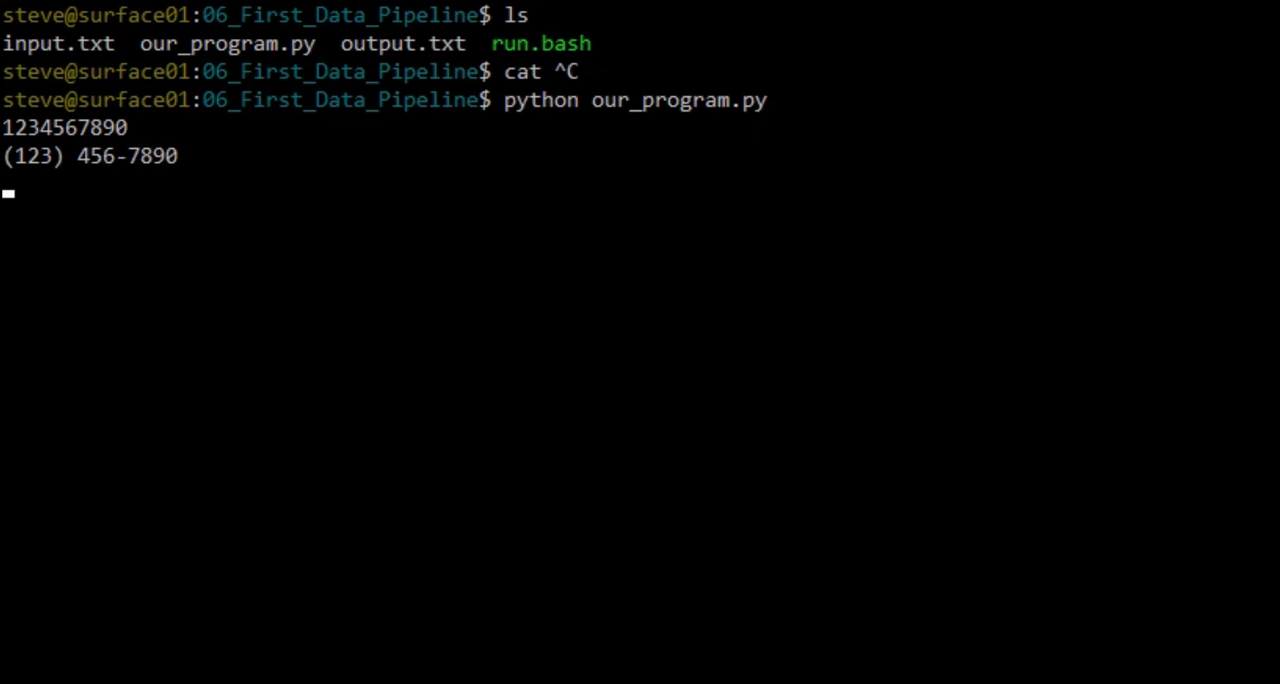 steve@surface01:06_First_Data_Pipeline$ ls
input.txt  our_program.py  output.txt  run.bash
steve@surface01:06_First_Data_Pipeline$ cat ^C
steve@surface01:06_First_Data_Pipeline$ python our_program.py
1234567890
(123) 456-7890